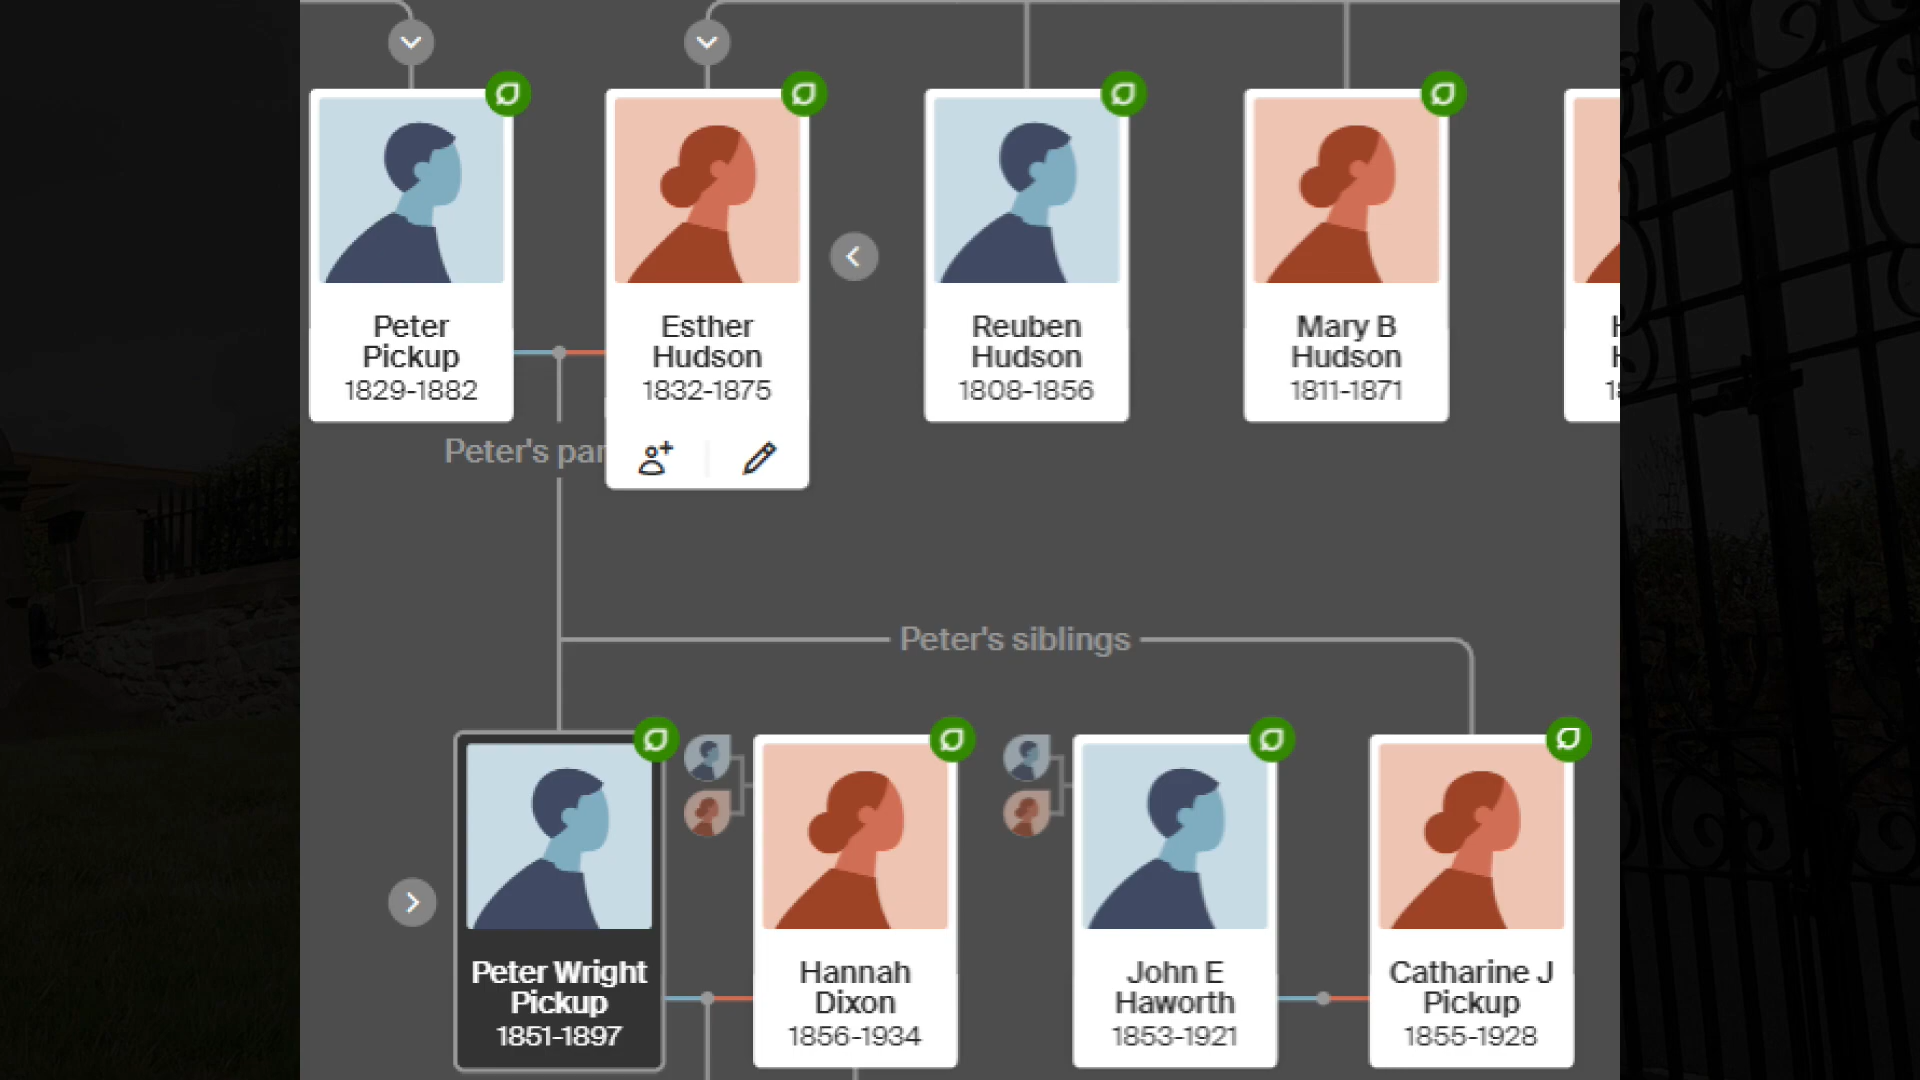 Peter
Pickup
1829-1882
Esther
Hudson
1832-1875
Reuben
Hudson
1808-1856
Mary B
Hudson
1811-1871
Peter's par
Peter's siblings
Peter Wright
Pickup
1851-1897
Hannah
Dixon
1856-1934
John E
Haworth
1853-1921
Catharine J
Pickup
1855-1928